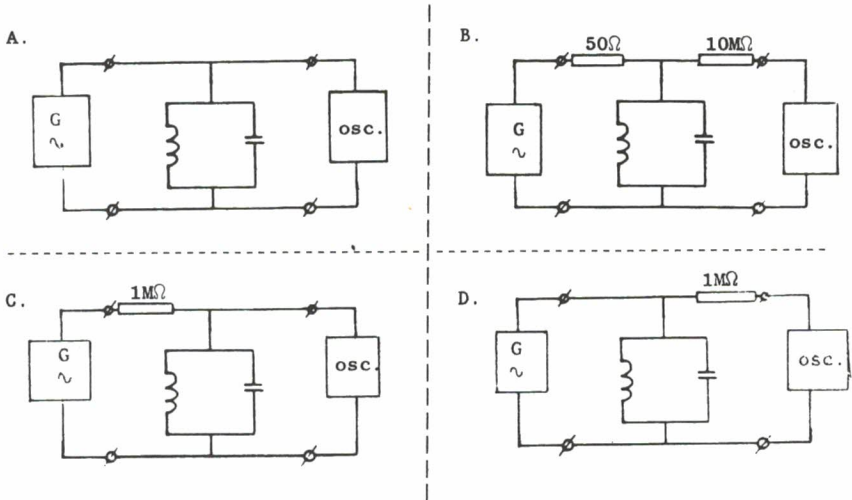 A.
G
~
osc.
B.
50Ω
10MΩ
G
~
osc.
C.
1MΩ
G
~
osc.
D.
1MΩ
G
~
osc.